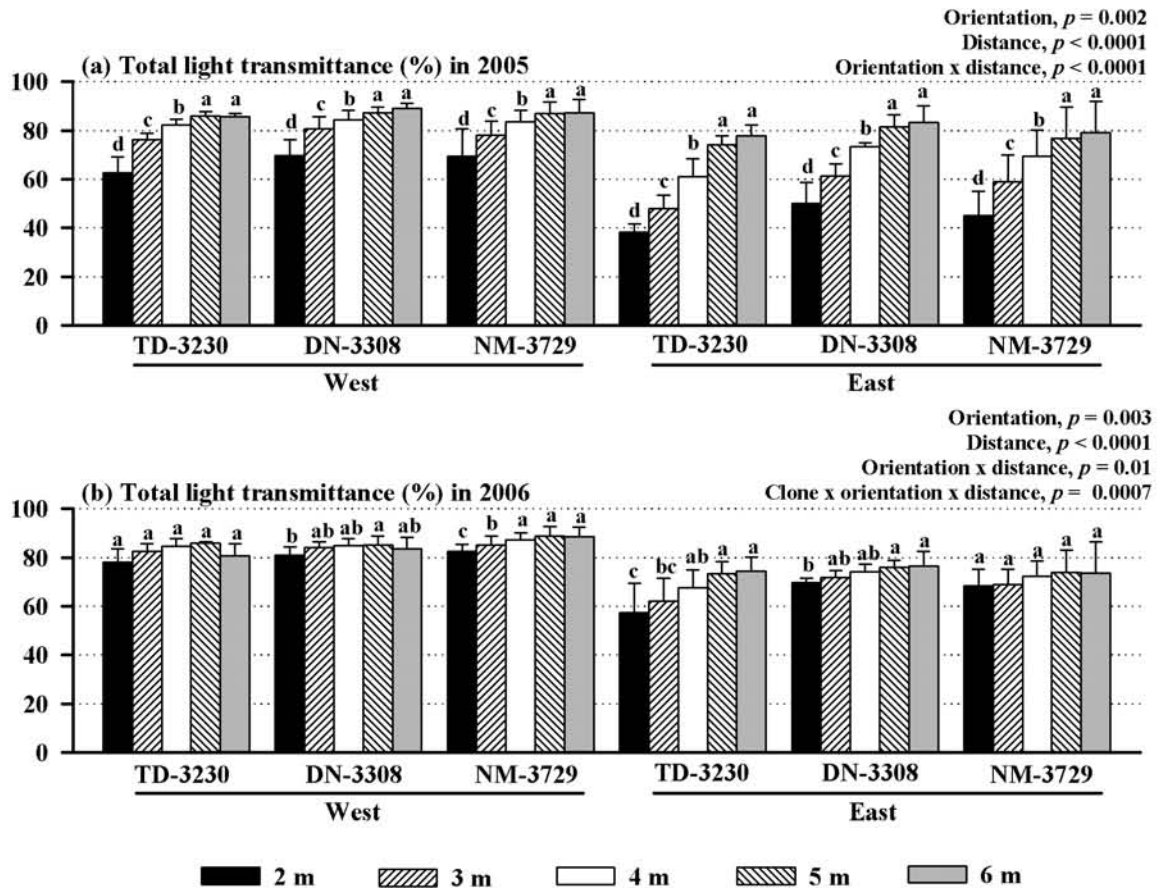 Orientation, p = 0.002
Distance, p < 0.0001
Orientation x distance, p < 0.0001
(a) Total light transmittance (%) in 2005
100
80
60
40
20
0
d c b a a d c b a a d c b a a d c b a a d c b a a d c b a a
TD-3230 DN-3308 NM-3729 TD-3230 DN-3308 NM-3729
West East
Orientation, p = 0.003
Distance, p < 0.0001
Orientation x distance, p = 0.01
Clone x orientation x distance, p = 0.0007
(b) Total light transmittance (%) in 2006
100
80
60
40
20
0
a a a a a b ab ab a ab c b a a a c bc ab a a b ab ab a a a a a a a
TD-3230 DN-3308 NM-3729 TD-3230 DN-3308 NM-3729
West East
2 m 3 m 4 m 5 m 6 m